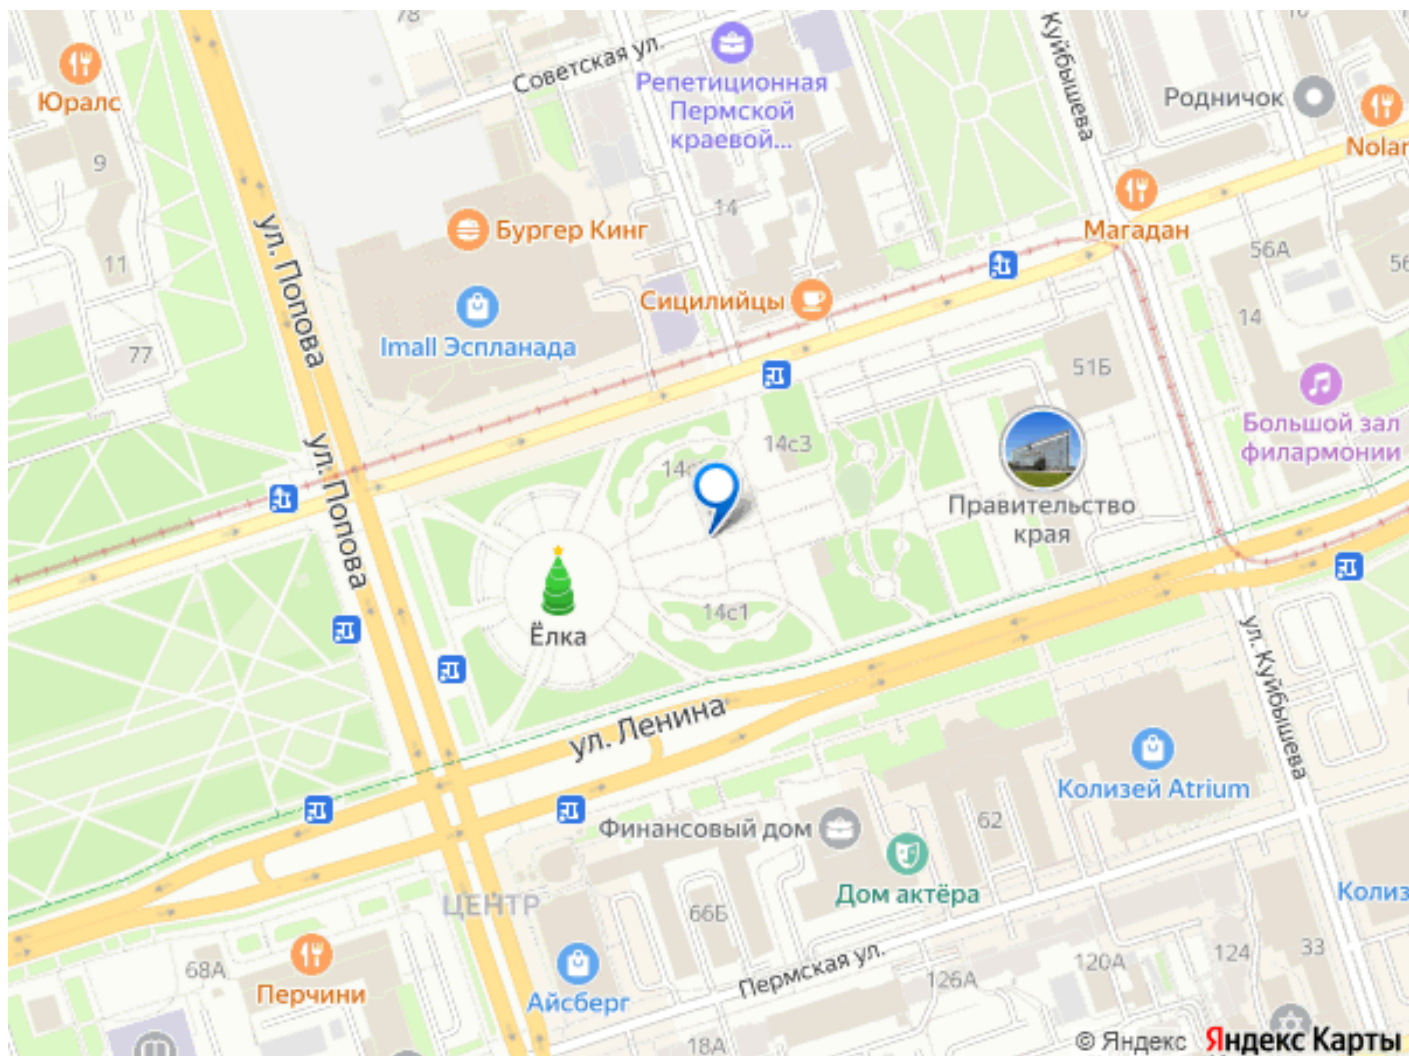 78
Советская ул.
Юралс
Репетиционная
Пермской
краевой...
Куйбышева
16
Родничок
Nolan
9
14
Магадан
ул. Попова
Бургер Кинг
56А
56
11
Сицилийцы
14
Imall Эспланада
77
51Б
Большой зал
филармонии
ул. Попова
14с3
Правительство
края
Ёлка
14с1
ул. Куйбышева
ул. Ленина
Колизей Atrium
Финансовый дом
62
Дом актёра
Колиз
ЦЕНТР
66Б
68А
Перчини
Айсберг
Пермская ул.
126А
120А
124
33
18А
© Яндекс Яндекс Карты